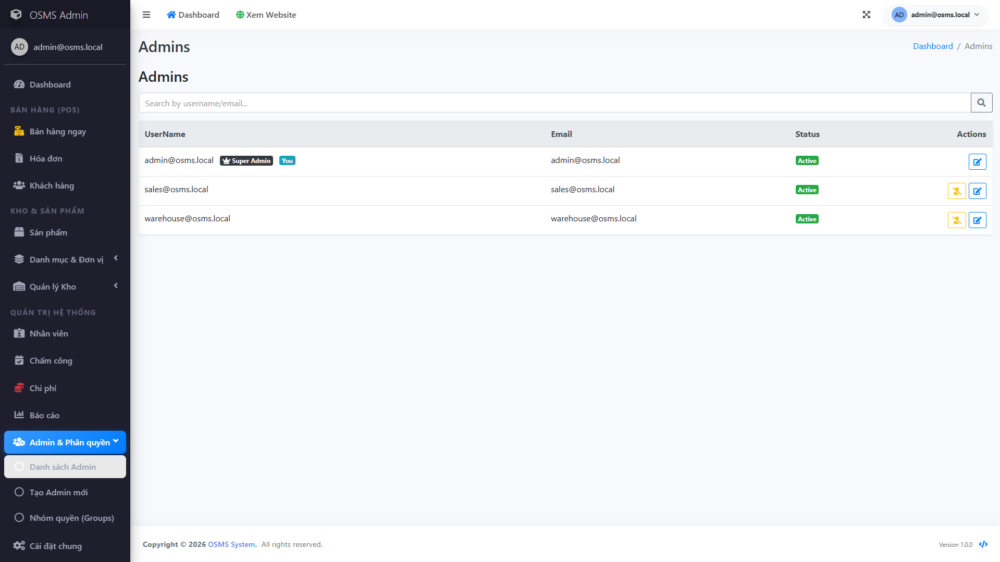 OSMS Admin
AD admin@osms.local
Dashboard
BÁN HÀNG (POS)
Bán hàng ngay
Hóa đơn
Khách hàng
KHO & SẢN PHẨM
Sản phẩm
Danh mục & Đơn vị
Quản lý Kho
QUẢN TRỊ HỆ THỐNG
Nhân viên
Chấm công
Chi phí
Báo cáo
Admin & Phân quyền
Danh sách Admin
Tạo Admin mới
Nhóm quyền (Groups)
Cài đặt chung
Dashboard Xem Website AD admin@osms.local
Admins Dashboard / Admins
Admins
Search by username/email...
UserName Email Status Actions
admin@osms.local Super Admin You admin@osms.local Active
sales@osms.local sales@osms.local Active
warehouse@osms.local warehouse@osms.local Active
Copyright © 2026 OSMS System. All rights reserved. Version 1.0.0